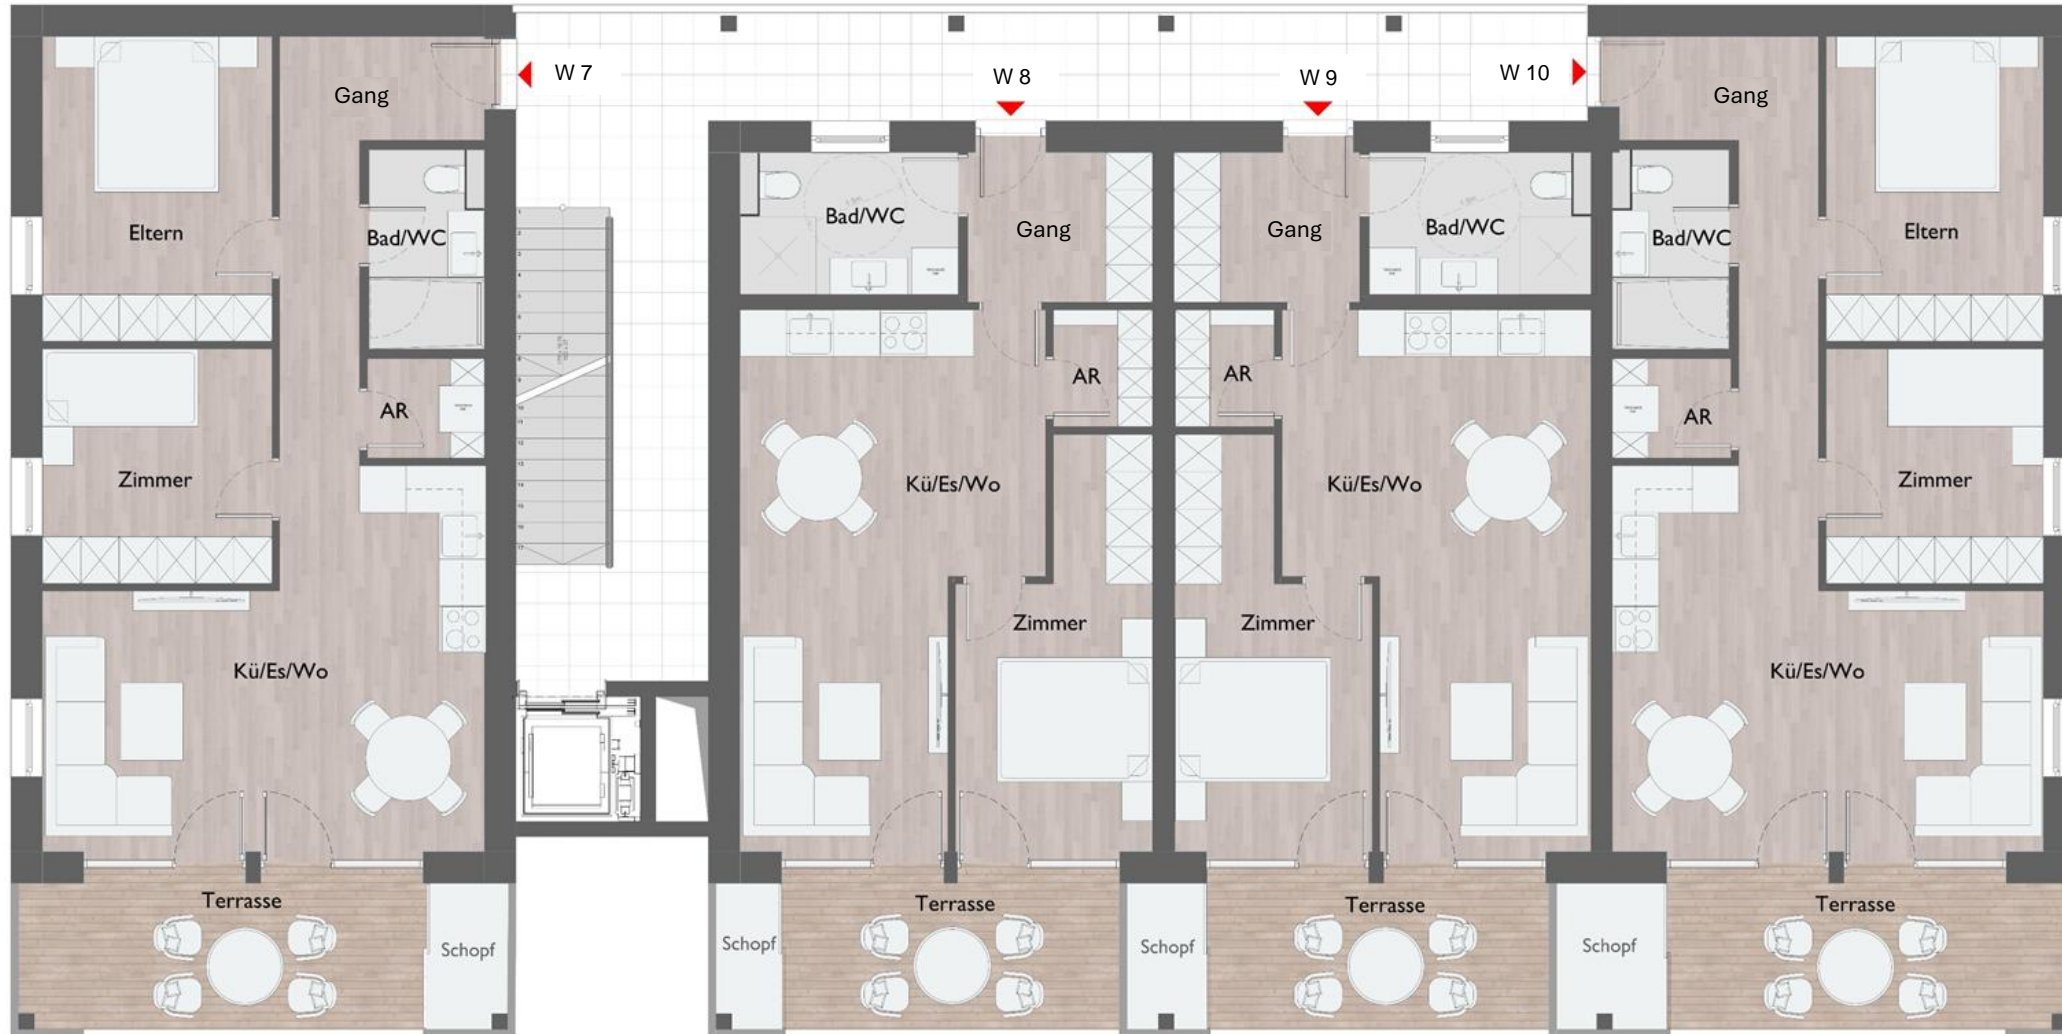 W 7
W 8
W 9
W 10
Gang
Gang
Bad/WC
Gang
Gang
Bad/WC
Eltern
Bad/WC
Bad/WC
Eltern
AR
AR
AR
AR
Zimmer
Kü/Es/Wo
Kü/Es/Wo
Zimmer
Zimmer
Zimmer
Kü/Es/Wo
Kü/Es/Wo
Terrasse
Terrasse
Terrasse
Terrasse
Schopf
Schopf
Schopf
Schopf